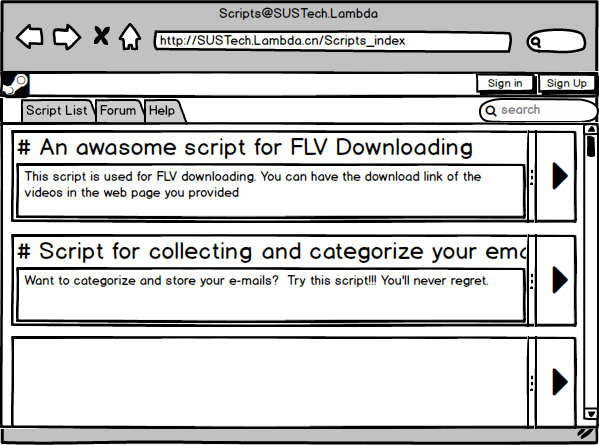 Scripts@SUSTech.Lambda
http://SUSTech.Lambda.cn/Scripts_index
Sign in
Sign Up
Script List
Forum
Help
search
# An awasome script for FLV Downloading
This script is used for FLV downloading. You can have the download link of the
videos in the web page you provided
# Script for collecting and categorize your ema
Want to categorize and store your e-mails? Try this script!!! You'll never regret.